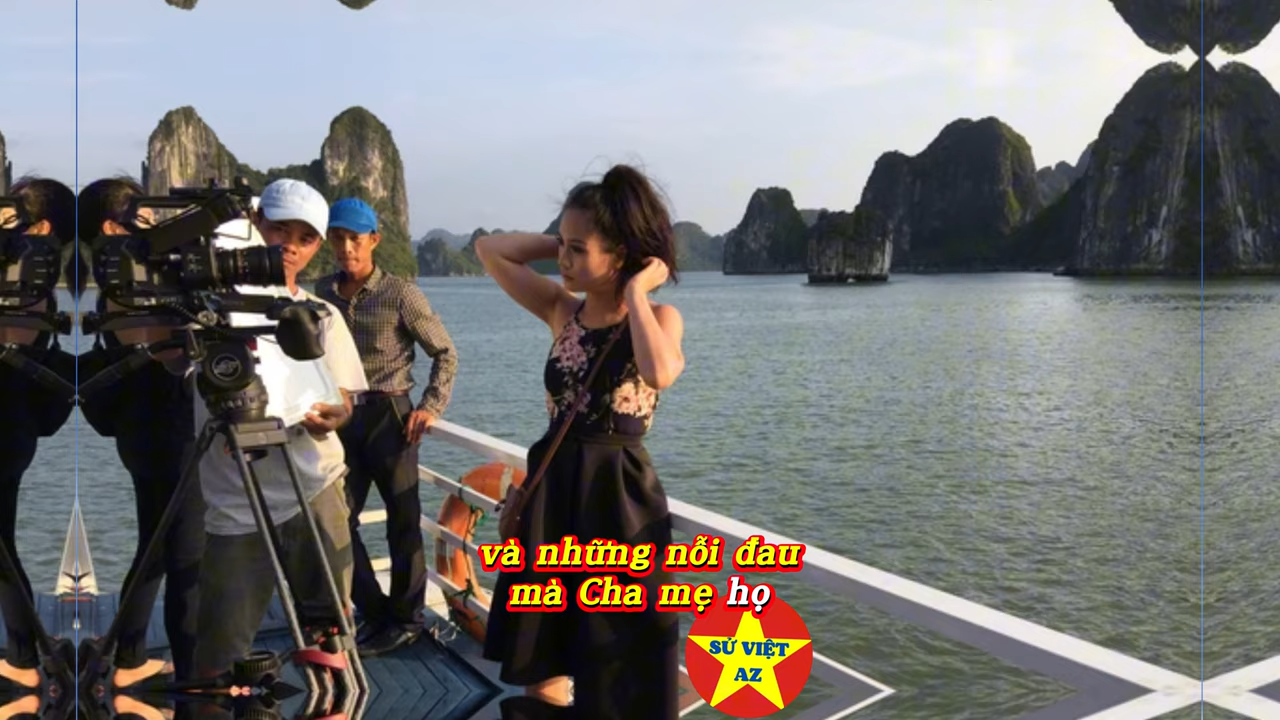 và những nỗi đau
mà Cha mẹ họ
SỬ VIỆT
AZ